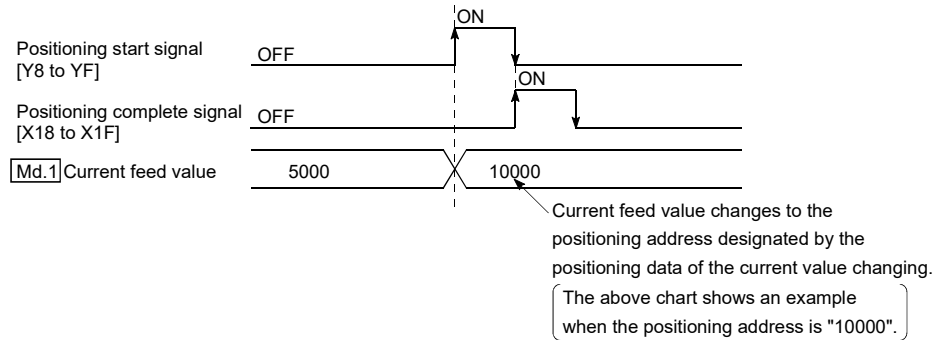 ON
Positioning start signal
[Y8 to YF]
OFF
ON
Positioning complete signal
[X18 to X1F]
OFF
Md.1 Current feed value 5000 10000
Current feed value changes to the
positioning address designated by the
positioning data of the current value changing.
The above chart shows an example
when the positioning address is "10000".